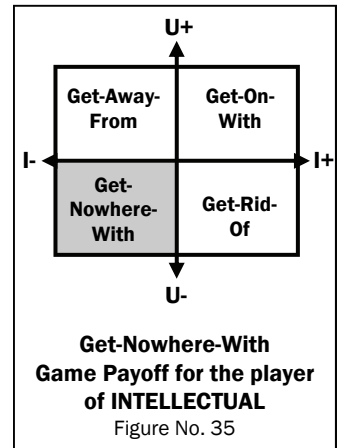 U+
Get-Away-
From
Get-On-
With
I-
I+
Get-
Nowhere-
With
Get-Rid-
Of
U-
Get-Nowhere-With
Game Payoff for the player
of INTELLECTUAL
Figure No. 35